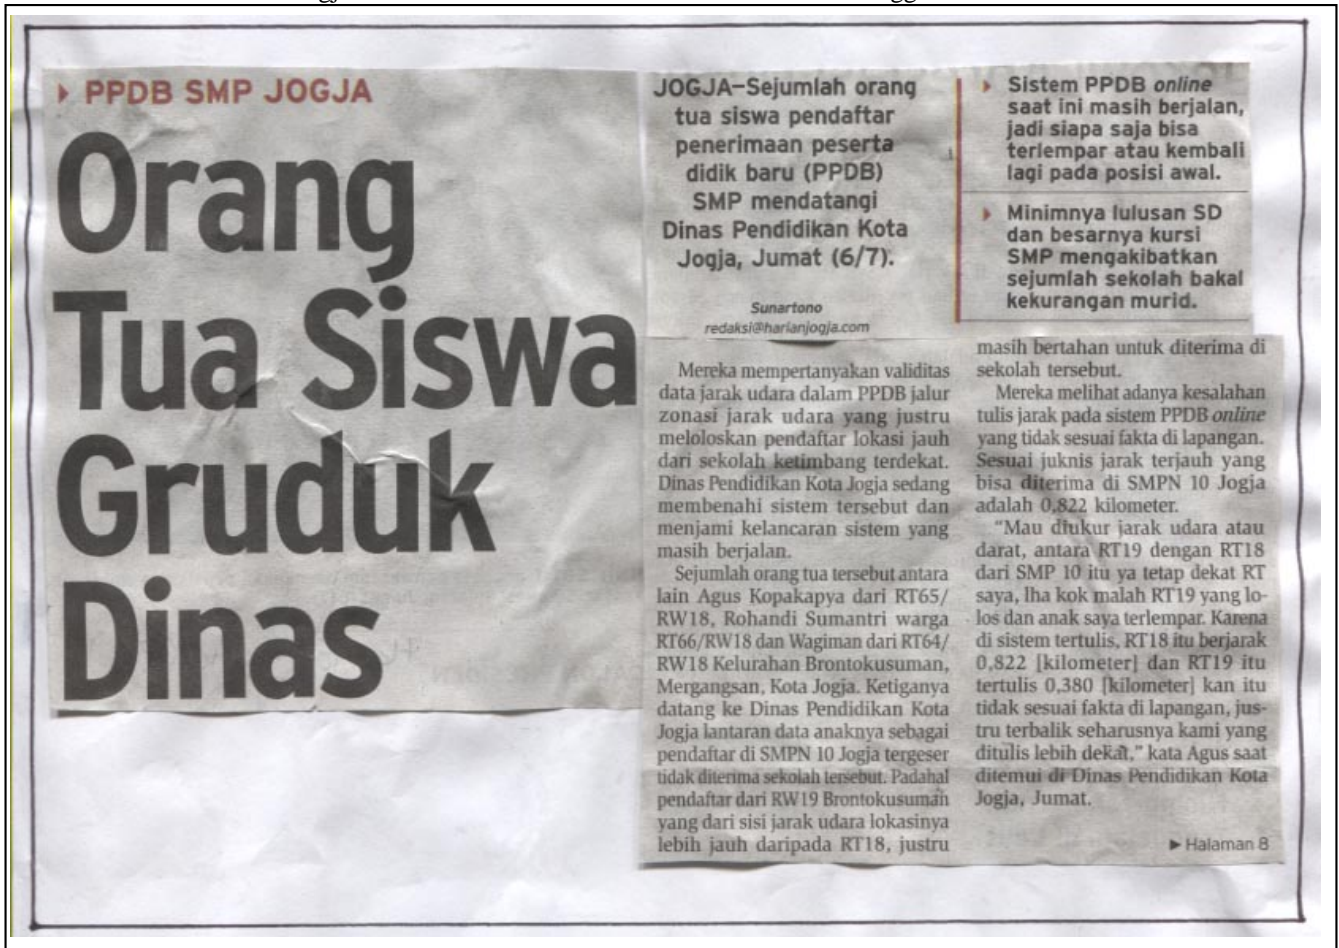 PPDB SMP JOGJA
Orang
Tua Siswa
Gruduk
Dinas
JOGJA—Sejumlah orang
tua siswa pendaftar
penerimaan peserta
didik baru (PPDB)
SMP mendatangi
Dinas Pendidikan Kota
Jogja, Jumat (6/7).
Sunartono
redaksi@harianjogja.com
Sistem PPDB online
saat ini masih berjalan,
jadi siapa saja bisa
terlempar atau kembali
lagi pada posisi awal.
Minimnya lulusan SD
dan besarnya kursi
SMP mengakibatkan
sejumlah sekolah bakal
kekurangan murid.
Mereka mempertanyakan validitas
data jarak udara dalam PPDB jalur
zonasi jarak udara yang justru
meloloskan pendaftar lokasi jauh
dari sekolah ketimbang terdekat.
Dinas Pendidikan Kota Jogja sedang
membenahi sistem tersebut dan
menjami kelancaran sistem yang
masih berjalan.
Sejumlah orang tua tersebut antara
lain Agus Kopakapya dari RT65/
RW18, Rohandi Sumantri warga
RT66/RW18 dan Wagiman dari RT64/
RW18 Kelurahan Brontokusuman,
Mergangsan, Kota Jogja. Ketiganya
datang ke Dinas Pendidikan Kota
Jogja lantaran data anaknya sebagai
pendaftar di SMPN 10 Jogja tergeser
tidak diterima sekolah tersebut. Padahal
pendaftar dari RW19 Brontokusuman
yang dari sisi jarak udara lokasinya
lebih jauh daripada RT18, justru
masih bertahan untuk diterima di
sekolah tersebut.
Mereka melihat adanya kesalahan
tulis jarak pada sistem PPDB online
yang tidak sesuai fakta di lapangan.
Sesuai juknis jarak terjauh yang
bisa diterima di SMPN 10 Jogja
adalah 0,822 kilometer.
"Mau diukur jarak udara atau
darat, antara RT19 dengan RT18
dari SMP 10 itu ya tetap dekat RT
saya, lha kok malah RT19 yang lo-
los dan anak saya terlempar. Karena
di sistem tertulis, RT18 itu berjarak
0,822 [kilometer] dan RT19 itu
tertulis 0,380 [kilometer] kan itu
tidak sesuai fakta di lapangan, jus-
tru terbalik seharusnya kami yang
ditulis lebih dekat," kata Agus saat
ditemui di Dinas Pendidikan Kota
Jogja, Jumat.
Halaman 8